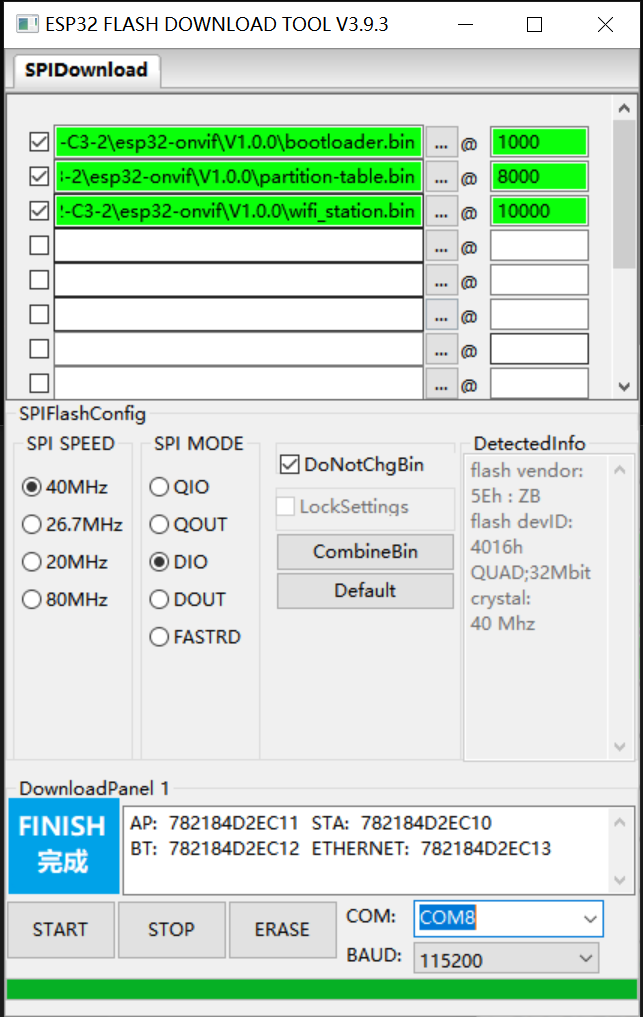 ESP32 FLASH DOWNLOAD TOOL V3.9.3
SPIDownload
-C3-2\esp32-onvif\V1.0.0\bootloader.bin ... @ 1000
-2\esp32-onvif\V1.0.0\partition-table.bin ... @ 8000
-C3-2\esp32-onvif\V1.0.0\wifi_station.bin ... @ 10000
... @
... @
... @
... @
... @
SPIFlashConfig
SPI SPEED
40MHz
26.7MHz
20MHz
80MHz
SPI MODE
QIO
QOUT
DIO
DOUT
FASTRD
DoNotChgBin
LockSettings
CombineBin
Default
DetectedInfo
flash vendor:
5Eh : ZB
flash devID:
4016h
QUAD;32Mbit
crystal:
40 Mhz
DownloadPanel 1
FINISH
完成
AP: 782184D2EC11 STA: 782184D2EC10
BT: 782184D2EC12 ETHERNET: 782184D2EC13
START STOP ERASE
COM: COM8
BAUD: 115200